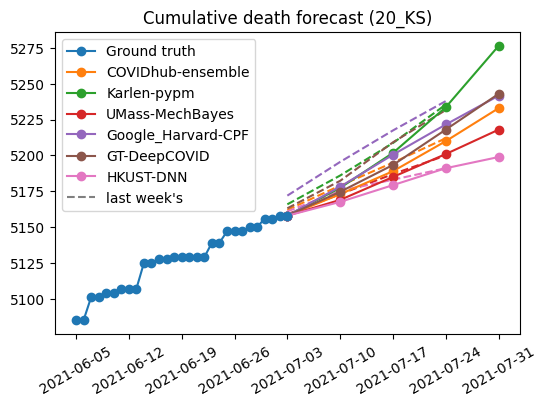 Cumulative death forecast (20_KS)
Ground truth
COVIDhub-ensemble
Karlen-pypm
UMass-MechBayes
Google_Harvard-CPF
GT-DeepCOVID
HKUST-DNN
last week's
5275
5250
5225
5200
5175
5150
5125
5100
2021-06-05
2021-06-12
2021-06-19
2021-06-26
2021-07-03
2021-07-10
2021-07-17
2021-07-24
2021-07-31